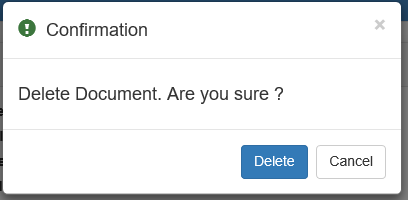 Confirmation
×
Delete Document. Are you sure ?
Delete
Cancel